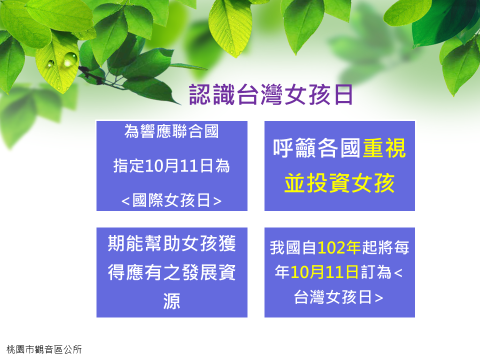 認識台灣女孩日
為響應聯合國
指定10月11日為
<國際女孩日>
呼籲各國重視
並投資女孩
期能幫助女孩獲
得應有之發展資
源
我國自102年起將每
年10月11日訂為<
台灣女孩日>
桃園市觀音區公所